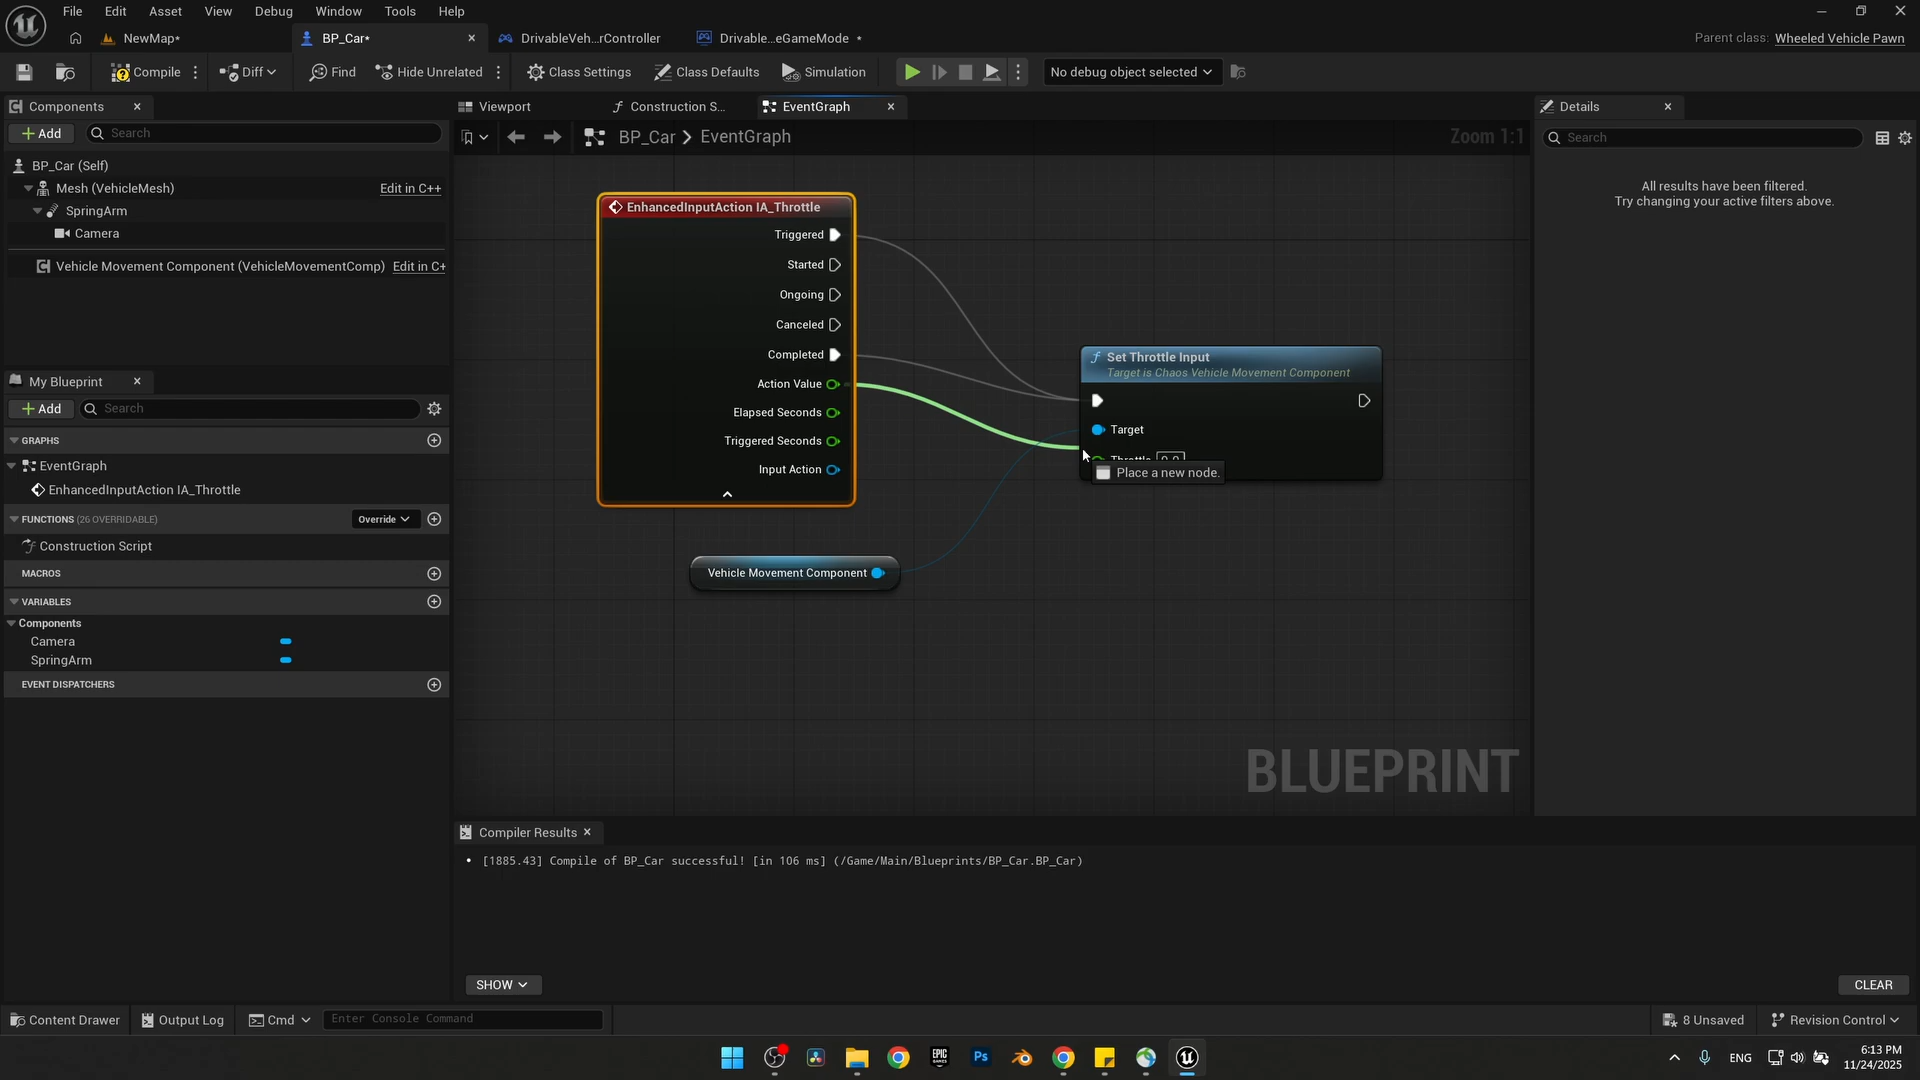 File Edit Asset View Debug Window Tools Help
NewMap* BP_Car* DrivableVeh...rController Drivable...eGameMode * Parent class: Wheeled Vehicle Pawn
Compile Diff Find Hide Unrelated Class Settings Class Defaults Simulation No debug object selected
Components
Add Search
BP_Car (Self)
Mesh (VehicleMesh) Edit in C++
SpringArm
Camera
Vehicle Movement Component (VehicleMovementComp) Edit in C+
My Blueprint
Add Search
GRAPHS
EventGraph
EnhancedInputAction IA_Throttle
FUNCTIONS (26 OVERRIDABLE) Override
Construction Script
MACROS
VARIABLES
Components
Camera
SpringArm
EVENT DISPATCHERS
Viewport Construction S... EventGraph
BP_Car > EventGraph Zoom 1:1
EnhancedInputAction IA_Throttle
Triggered
Started
Ongoing
Canceled
Completed
Action Value
Elapsed Seconds
Triggered Seconds
Input Action
Set Throttle Input
Target is Chaos Vehicle Movement Component
Target
Throttle 0.0
Place a new node.
Vehicle Movement Component
BLUEPRINT
Details
Search
All results have been filtered.
Try changing your active filters above.
Compiler Results
• [1885.43] Compile of BP_Car successful! [in 106 ms] (/Game/Main/Blueprints/BP_Car.BP_Car)
SHOW CLEAR
Content Drawer Output Log Cmd Enter Console Command 8 Unsaved Revision Control
EPIC GAMES Ps ENG 6:13 PM
11/24/2025